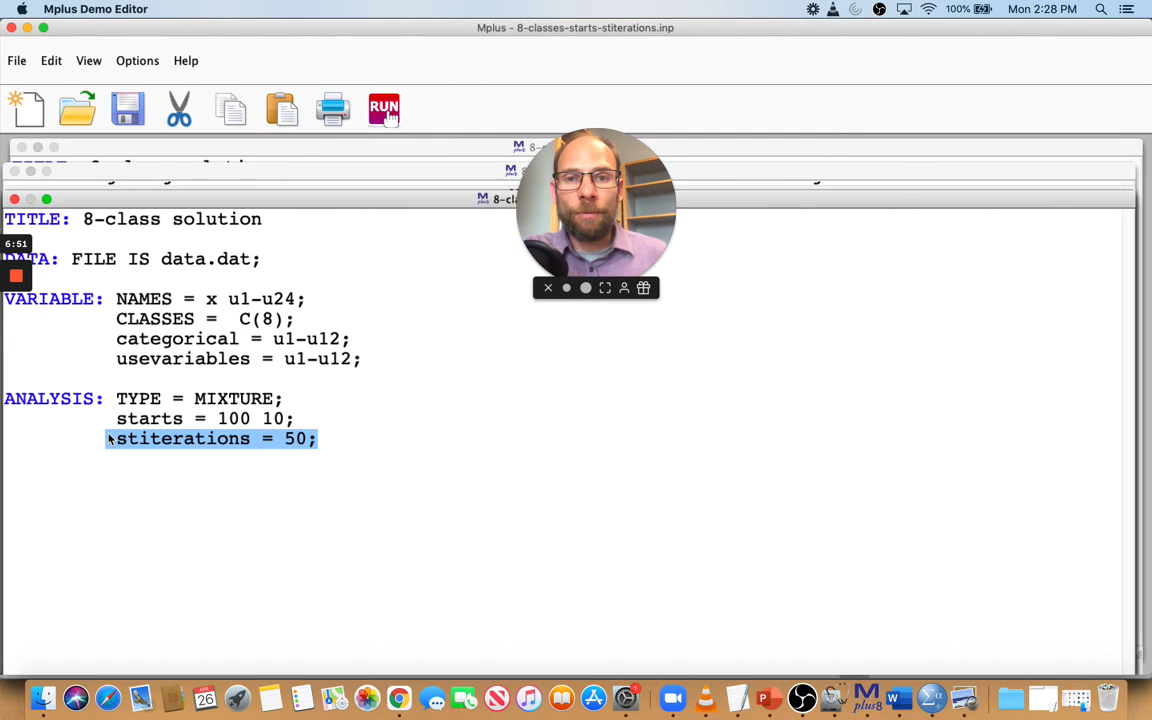 Mplus Demo Editor
100%
Mon 2:28 PM
Mplus - 8-classes-starts-stiterations.inp
File Edit View Options Help
RUN
TITLE: 8-class solution
6:51
DATA: FILE IS data.dat;
VARIABLE: NAMES = x u1-u24;
CLASSES = C(8);
categorical = u1-u12;
usevariables = u1-u12;
ANALYSIS: TYPE = MIXTURE;
starts = 100 10;
stiterations = 50;